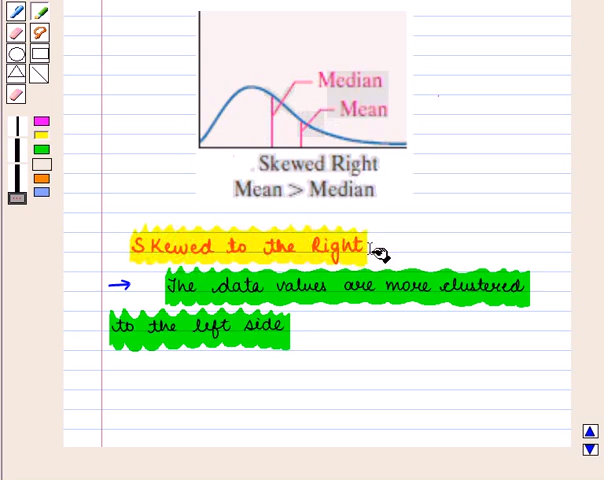 Median
Mean
Skewed Right
Mean > Median
Skewed to the Right
→ The data values are more clustered
to the left side